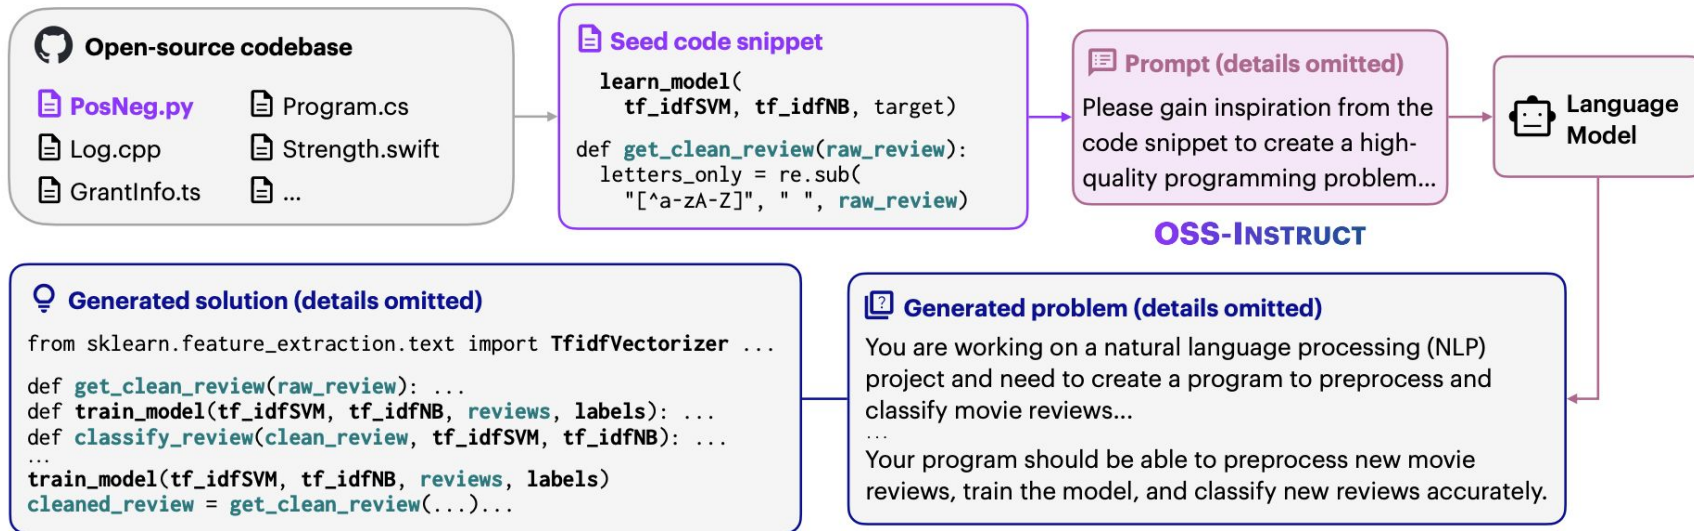 Open-source codebase
PosNeg.py
Program.cs
Log.cpp
Strength.swift
GrantInfo.ts
...
Seed code snippet
learn_model(
tf_idfSVM, tf_idfNB, target)
def get_clean_review(raw_review):
letters_only = re.sub(
"[^a-zA-Z]", " ", raw_review)
Prompt (details omitted)
Please gain inspiration from the
code snippet to create a high-
quality programming problem...
OSS-INSTRUCT
Language
Model
Generated problem (details omitted)
You are working on a natural language processing (NLP)
project and need to create a program to preprocess and
classify movie reviews...
...
Your program should be able to preprocess new movie
reviews, train the model, and classify new reviews accurately.
Generated solution (details omitted)
from sklearn.feature_extraction.text import TfidfVectorizer ...
def get_clean_review(raw_review): ...
def train_model(tf_idfSVM, tf_idfNB, reviews, labels): ...
def classify_review(clean_review, tf_idfSVM, tf_idfNB): ...
...
train_model(tf_idfSVM, tf_idfNB, reviews, labels)
cleaned_review = get_clean_review(...)...